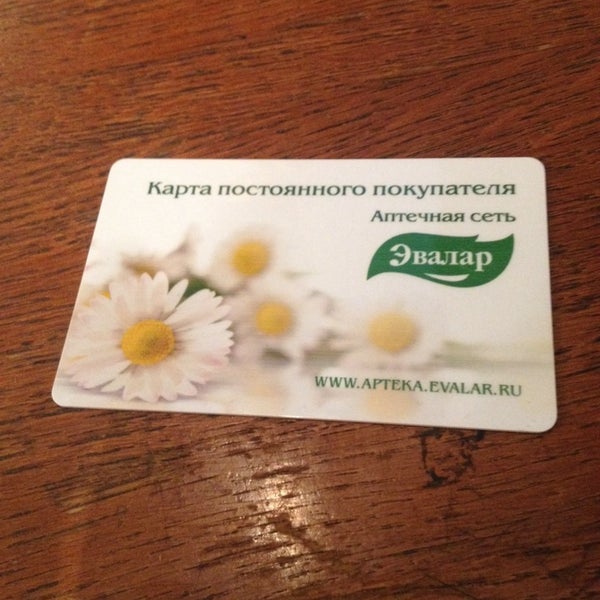 Карта постоянного покупателя
Аптечная сеть
Эвалар
WWW.APTEKA.EVALAR.RU